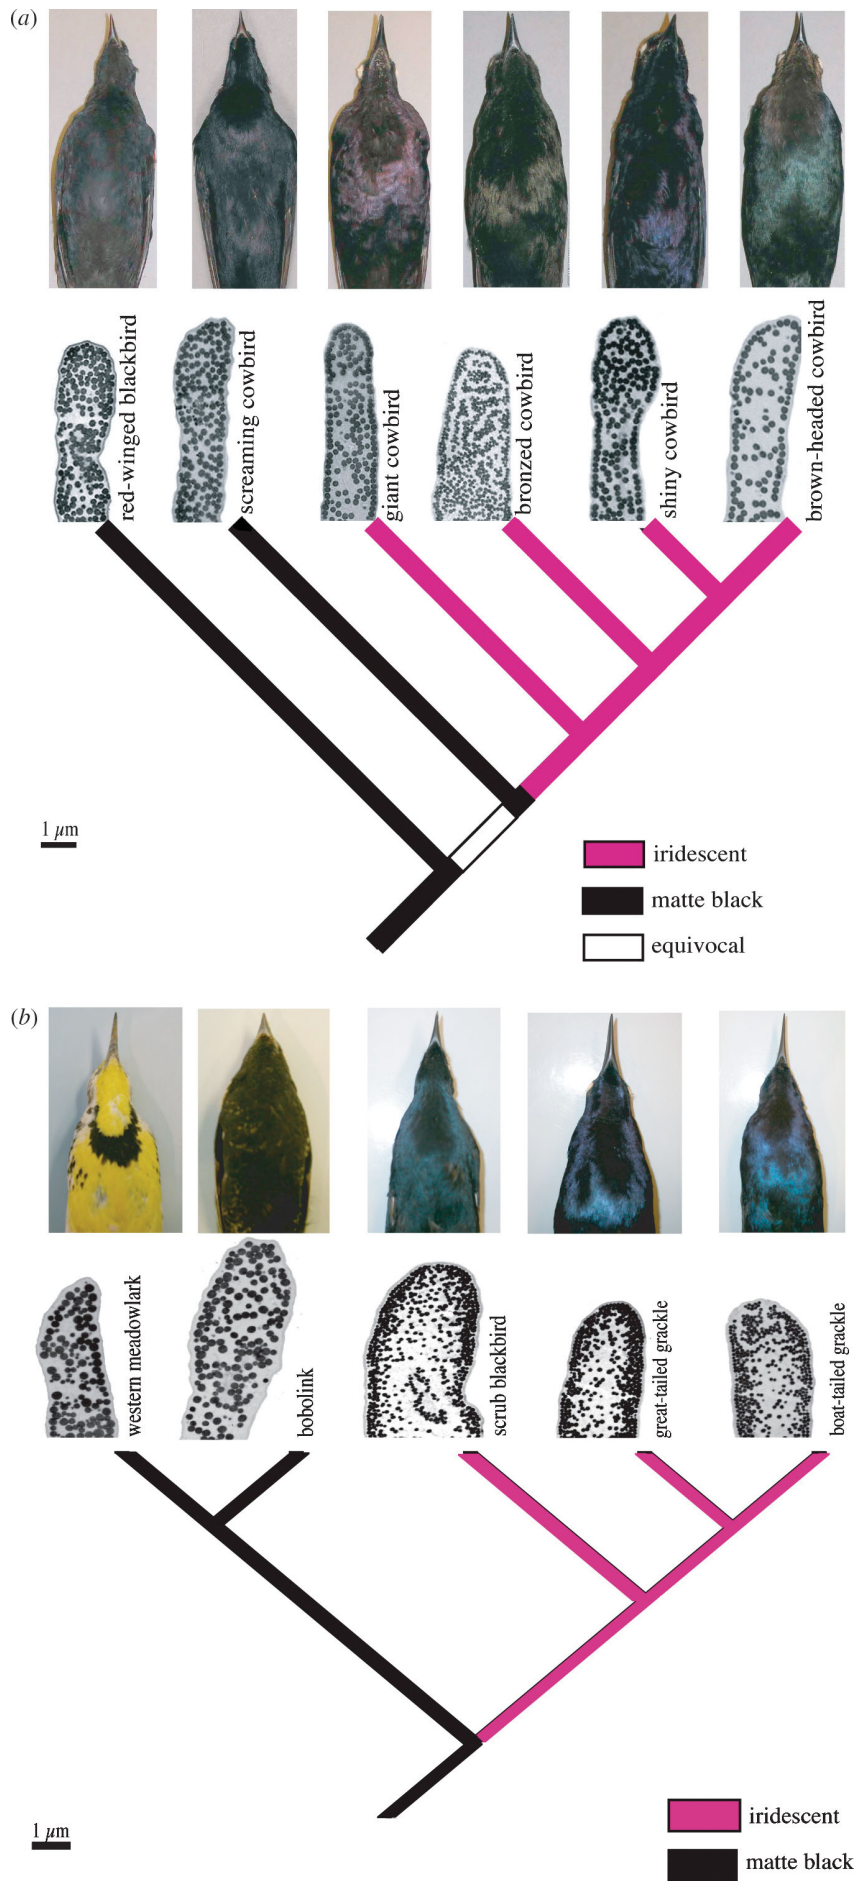 (a)
red-winged blackbird
screaming cowbird
giant cowbird
bronzed cowbird
shiny cowbird
brown-headed cowbird
1 µm
iridescent
matte black
equivocal
(b)
western meadowlark
bobolink
scrub blackbird
great-tailed grackle
boat-tailed grackle
1 µm
iridescent
matte black